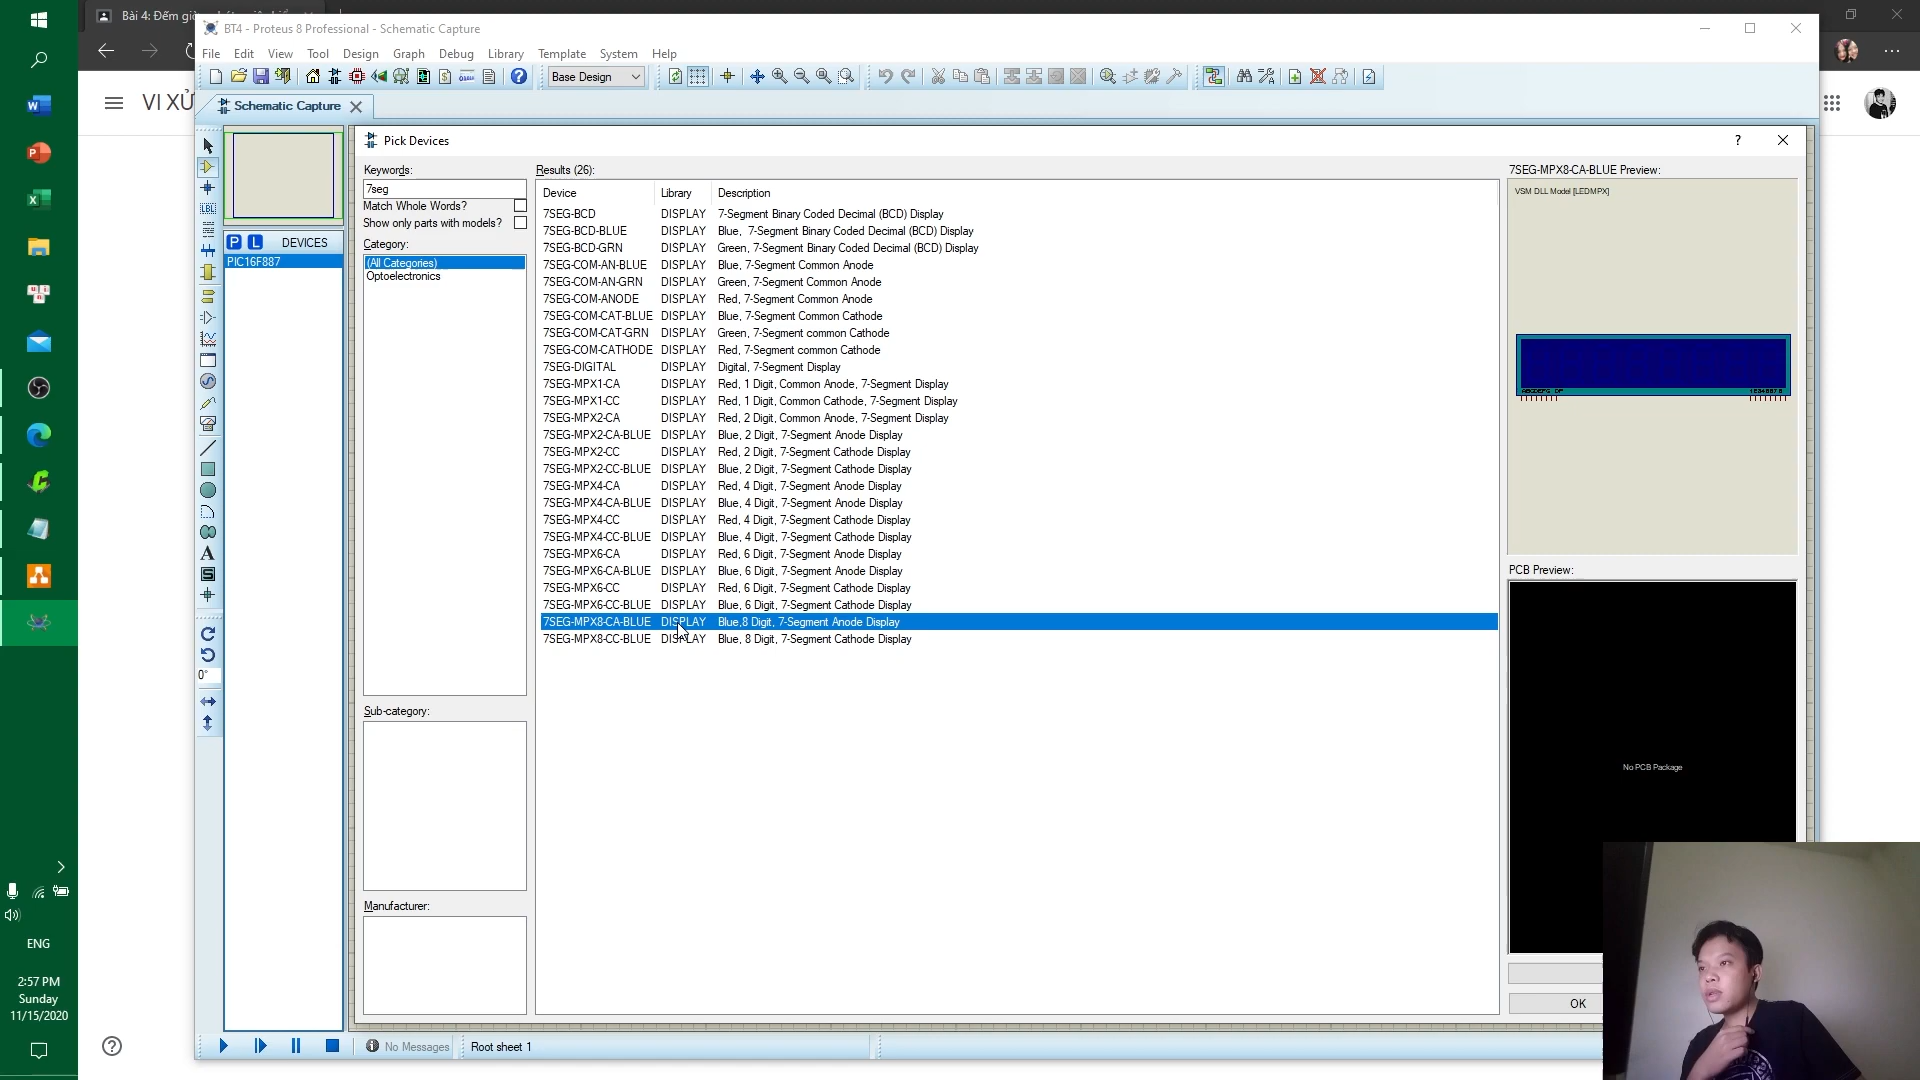 Bài 4: Đếm giờ
BT4 - Proteus 8 Professional - Schematic Capture
File Edit View Tool Design Graph Debug Library Template System Help
Base Design
VI XỬ
Schematic Capture
Pick Devices
Keywords:
7seg
Match Whole Words?
Show only parts with models?
Category:
(All Categories)
Optoelectronics
Sub-category:
Manufacturer:
P L DEVICES
PIC16F887
LBL
A
S
0°
Results (26):
Device Library Description
7SEG-BCD DISPLAY 7-Segment Binary Coded Decimal (BCD) Display
7SEG-BCD-BLUE DISPLAY Blue, 7-Segment Binary Coded Decimal (BCD) Display
7SEG-BCD-GRN DISPLAY Green, 7-Segment Binary Coded Decimal (BCD) Display
7SEG-COM-AN-BLUE DISPLAY Blue, 7-Segment Common Anode
7SEG-COM-AN-GRN DISPLAY Green, 7-Segment Common Anode
7SEG-COM-ANODE DISPLAY Red, 7-Segment Common Anode
7SEG-COM-CAT-BLUE DISPLAY Blue, 7-Segment Common Cathode
7SEG-COM-CAT-GRN DISPLAY Green, 7-Segment common Cathode
7SEG-COM-CATHODE DISPLAY Red, 7-Segment common Cathode
7SEG-DIGITAL DISPLAY Digital, 7-Segment Display
7SEG-MPX1-CA DISPLAY Red, 1 Digit, Common Anode, 7-Segment Display
7SEG-MPX1-CC DISPLAY Red, 1 Digit, Common Cathode, 7-Segment Display
7SEG-MPX2-CA DISPLAY Red, 2 Digit, Common Anode, 7-Segment Display
7SEG-MPX2-CA-BLUE DISPLAY Blue, 2 Digit, 7-Segment Anode Display
7SEG-MPX2-CC DISPLAY Red, 2 Digit, 7-Segment Cathode Display
7SEG-MPX2-CC-BLUE DISPLAY Blue, 2 Digit, 7-Segment Cathode Display
7SEG-MPX4-CA DISPLAY Red, 4 Digit, 7-Segment Anode Display
7SEG-MPX4-CA-BLUE DISPLAY Blue, 4 Digit, 7-Segment Anode Display
7SEG-MPX4-CC DISPLAY Red, 4 Digit, 7-Segment Cathode Display
7SEG-MPX4-CC-BLUE DISPLAY Blue, 4 Digit, 7-Segment Cathode Display
7SEG-MPX6-CA DISPLAY Red, 6 Digit, 7-Segment Anode Display
7SEG-MPX6-CA-BLUE DISPLAY Blue, 6 Digit, 7-Segment Anode Display
7SEG-MPX6-CC DISPLAY Red, 6 Digit, 7-Segment Cathode Display
7SEG-MPX6-CC-BLUE DISPLAY Blue, 6 Digit, 7-Segment Cathode Display
7SEG-MPX8-CA-BLUE DISPLAY Blue,8 Digit, 7-Segment Anode Display
7SEG-MPX8-CC-BLUE DISPLAY Blue, 8 Digit, 7-Segment Cathode Display
7SEG-MPX8-CA-BLUE Preview:
VSM DLL Model [LEDMPX]
ABCDEFG DP 12345678
PCB Preview:
No PCB Package
OK
No Messages Root sheet 1
ENG
2:57 PM
Sunday
11/15/2020